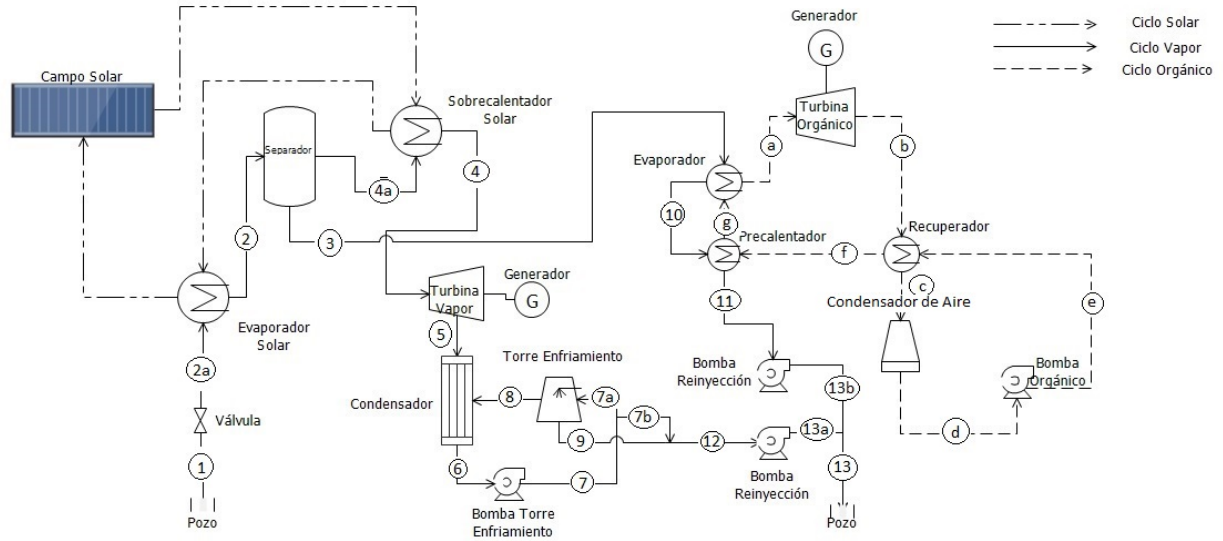 Generador
G
Ciclo Solar
Ciclo Vapor
Ciclo Orgánico
Campo Solar
Sobrecalentador
Solar
Turbina
Orgánico
Separador
4
4a
a
b
Evaporador
2
3
10
g
Precalentador
Recuperador
f
c
e
Evaporador
Solar
Turbina
Vapor
Generador
G
11
Condensador de Aire
5
2a
Válvula
Condensador
Torre Enfriamiento
8
7a
7b
9
12
Bomba
Reinyección
13b
13a
Bomba
Orgánico
d
1
6
7
Bomba
Reinyección
13
Pozo
Bomba Torre
Enfriamiento
Pozo